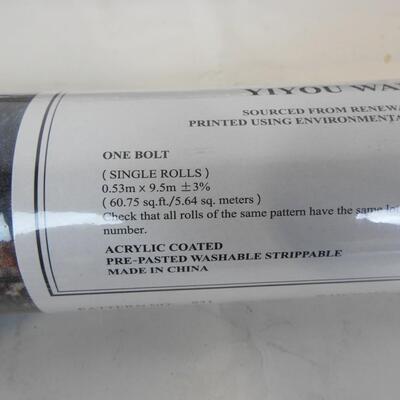 YIYOU
SOURCED FROM
PRINTED USING
ONE BOLT
( SINGLE ROLLS )
0.53m × 9.5m ±3%
( 60.75 sq.ft./5.64 sq. meters )
Check that all rolls of the same pattern have the same lot
number.
ACRYLIC COATED
PRE-PASTED WASHABLE STRIPPABLE
MADE IN CHINA